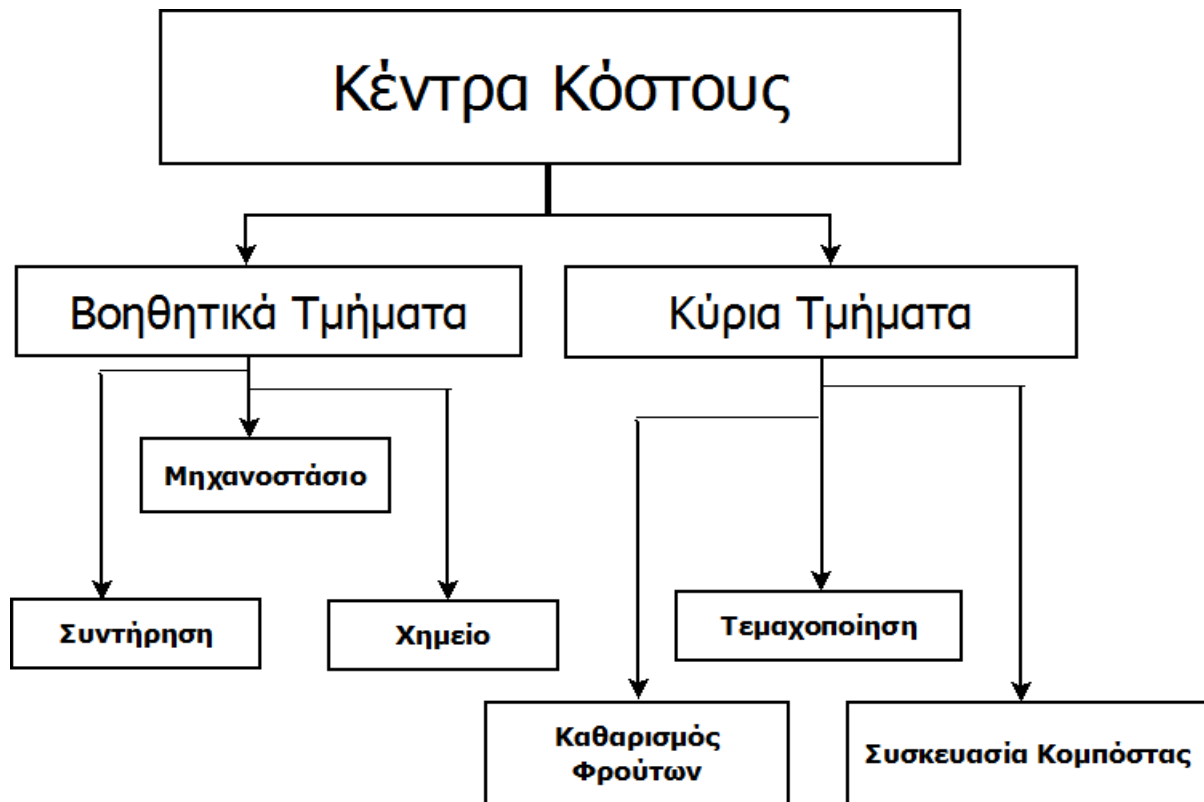 Κέντρα Κόστους
Βοηθητικά Τμήματα
Κύρια Τμήματα
Μηχανοστάσιο
Συντήρηση
Χημείο
Τεμαχοποίηση
Καθαρισμός
Φρούτων
Συσκευασία Κομπόστας